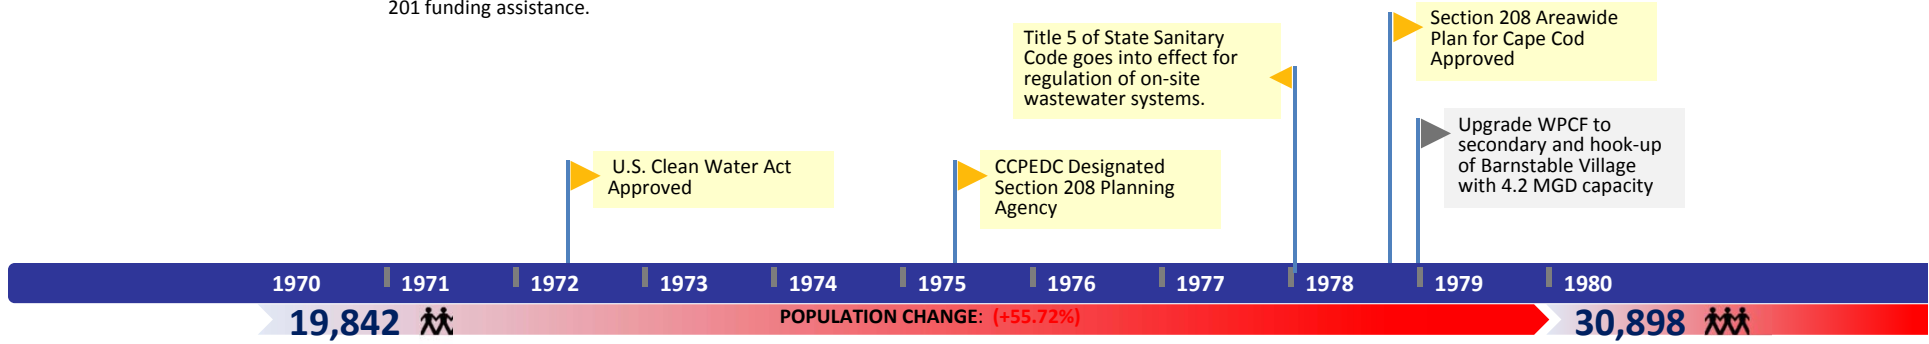 201 funding assistance.
Title 5 of State Sanitary
Code goes into effect for
regulation of on-site
wastewater systems.
Section 208 Areawide
Plan for Cape Cod
Approved
Upgrade WPCF to
secondary and hook-up
of Barnstable Village
with 4.2 MGD capacity
U.S. Clean Water Act
Approved
CCPEDC Designated
Section 208 Planning
Agency
1970 1971 1972 1973 1974 1975 1976 1977 1978 1979 1980
19,842 POPULATION CHANGE: (+55.72%) 30,898